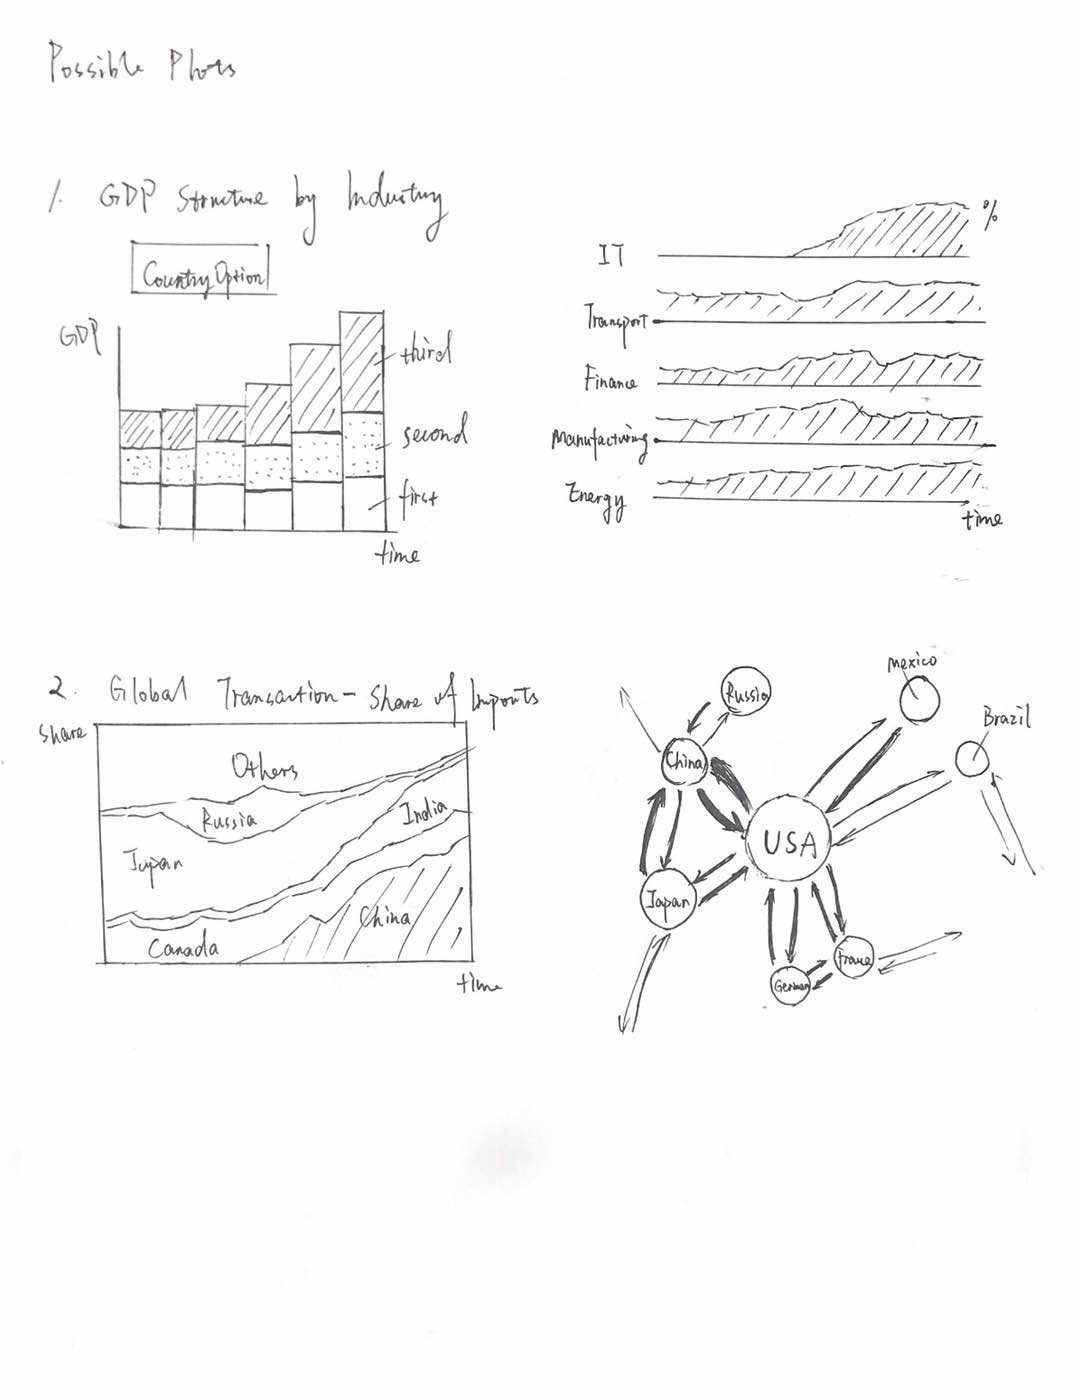 Possible Plots
1. GDP Structure by Industry
Country Option
GDP
third
second
first
time
%
IT
Transport
Finance
Manufacturing
Energy
time
2. Global Transaction - Share of Imports
Share
Others
Russia
India
Japan
China
Canada
time
Mexico
Russia
Brazil
China
USA
Japan
France
German